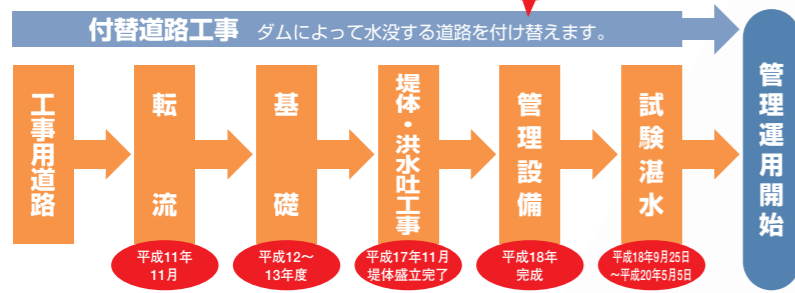 付替道路工事 ダムによって水没する道路を付け替えます。
工事用道路
転流
基礎
堤体・洪水吐工事
管理設備
試験湛水
管理運用開始
平成11年
11月
平成12~
13年度
平成17年11月
堤体盛立完了
平成18年
完成
平成18年9月25日
~平成20年5月5日